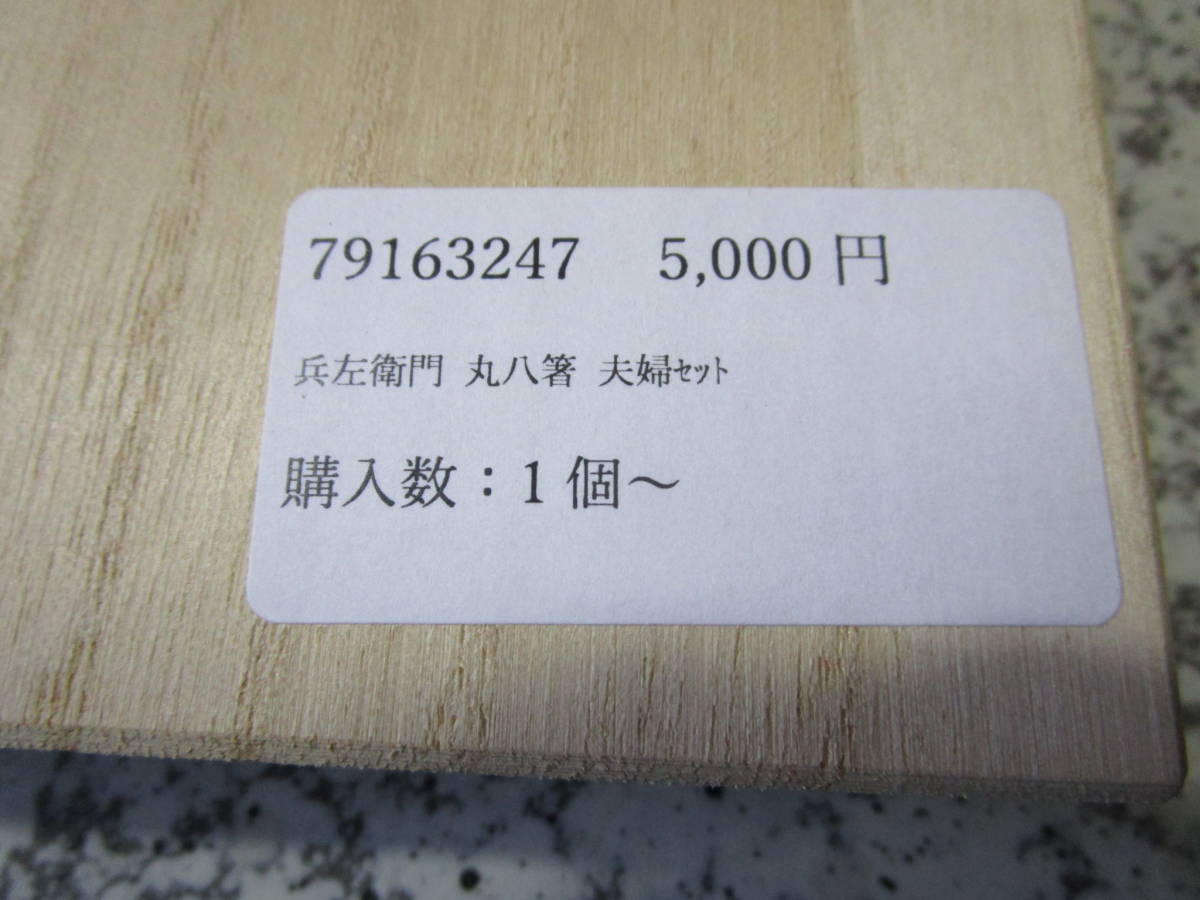 79163247 5,000 円
兵左衛門 丸八箸 夫婦ｾｯﾄ
購入数：1 個～